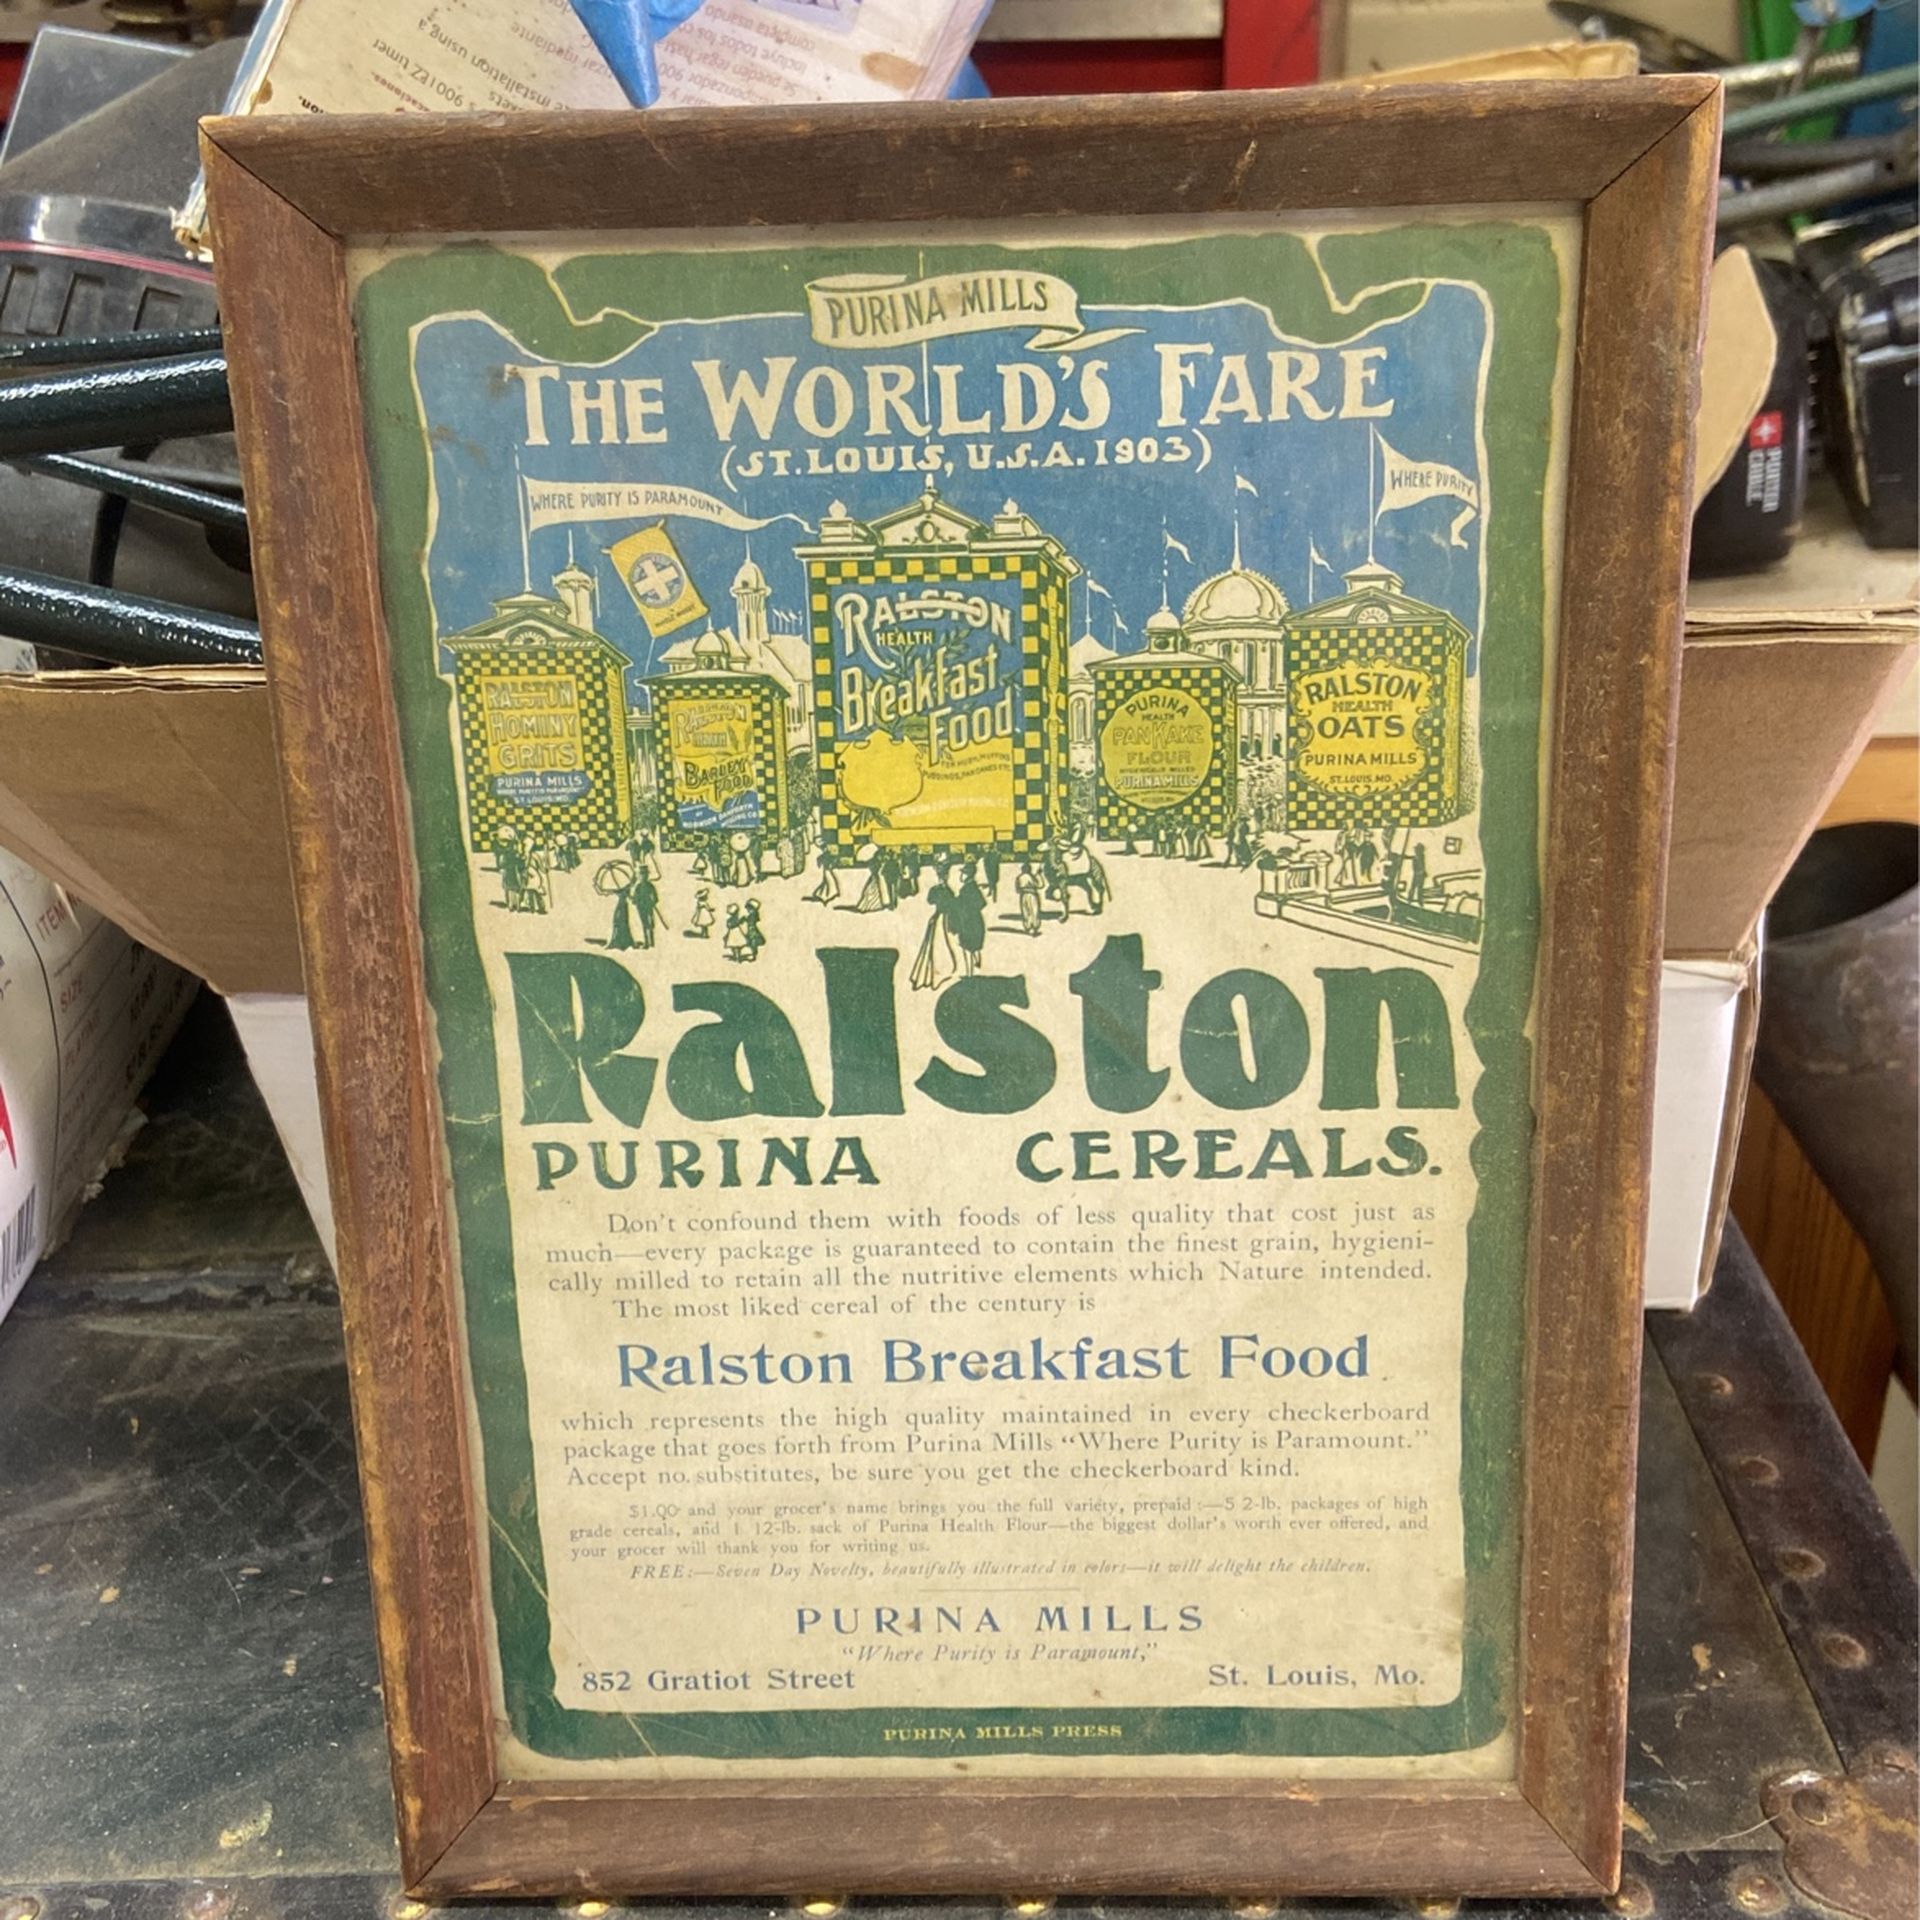 PURINA MILLS
THE WORLD'S FARE
(ST. LOUIS, U.S.A. 1903)
WHERE PURITY IS PARAMOUNT
WHERE PURITY
RALSTON
HEALTH
Breakfast
Food
RALSTON
HOMINY
GRITS
PURINA MILLS
ST. LOUIS, MO.
RALSTON
HEALTH
BARLEY
FOOD
PURINA
HEALTH
PANKAKE
FLOUR
PURINA MILLS
RALSTON
HEALTH
OATS
PURINA MILLS
ST. LOUIS. MO.
Ralston
PURINA CEREALS.
Don't confound them with foods of less quality that cost just as
much—every package is guaranteed to contain the finest grain, hygieni-
cally milled to retain all the nutritive elements which Nature intended.
The most liked cereal of the century is
Ralston Breakfast Food
which represents the high quality maintained in every checkerboard
package that goes forth from Purina Mills "Where Purity is Paramount."
Accept no substitutes, be sure you get the checkerboard kind.
$1.00 and your grocer's name brings you the full variety, prepaid:—5 2-lb. packages of high
grade cereals, and 1 12-lb. sack of Purina Health Flour—the biggest dollar's worth ever offered, and
your grocer will thank you for writing us.
FREE:—Seven Day Novelty, beautifully illustrated in colors—it will delight the children.
PURINA MILLS
"Where Purity is Paramount,"
852 Gratiot Street St. Louis, Mo.
PURINA MILLS PRESS
PORTER
CABLE
ITEM
SIZE